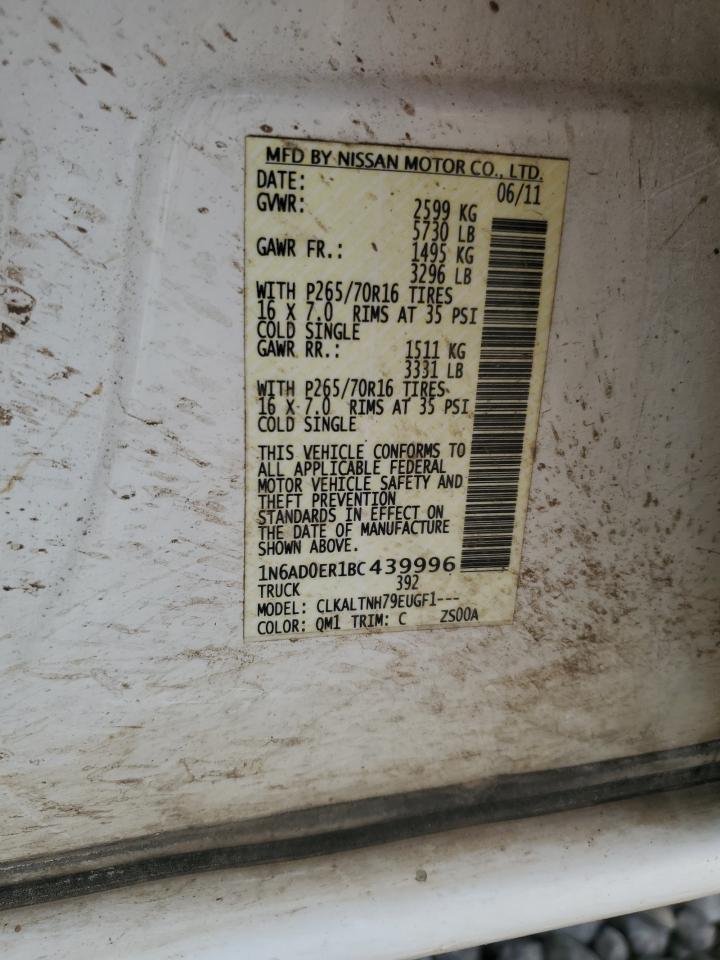 MFD BY NISSAN MOTOR CO., LTD.
DATE: 06/11
GVWR: 2599 KG
5730 LB
GAWR FR.: 1495 KG
3296 LB
WITH P265/70R16 TIRES
16 X 7.0 RIMS AT 35 PSI
COLD SINGLE
GAWR RR.: 1511 KG
3331 LB
WITH P265/70R16 TIRES
16 X 7.0 RIMS AT 35 PSI
COLD SINGLE
THIS VEHICLE CONFORMS TO
ALL APPLICABLE FEDERAL
MOTOR VEHICLE SAFETY AND
THEFT PREVENTION
STANDARDS IN EFFECT ON
THE DATE OF MANUFACTURE
SHOWN ABOVE.
1N6AD0ER1BC439996
TRUCK 392
MODEL: CLKALTNH79EUGF1---
COLOR: QM1 TRIM: C ZS00A